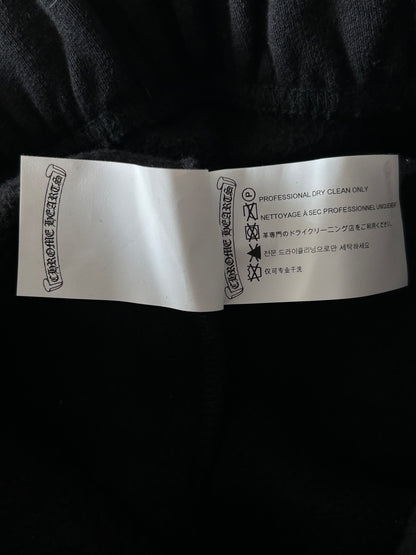 CHROME HEARTS
CHROME HEARTS
P PROFESSIONAL DRY CLEAN ONLY
NETTOYAGE À SEC PROFESSIONNEL UNIQUEMENT
革専門のドライクリーニング店をご利用ください
전문 드라이클리닝으로만 세탁하세요
仅可专业干洗